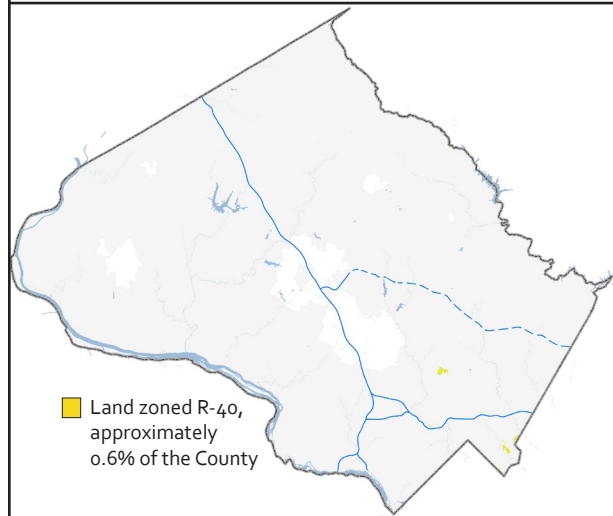 Land zoned R-40,
approximately
0.6% of the County